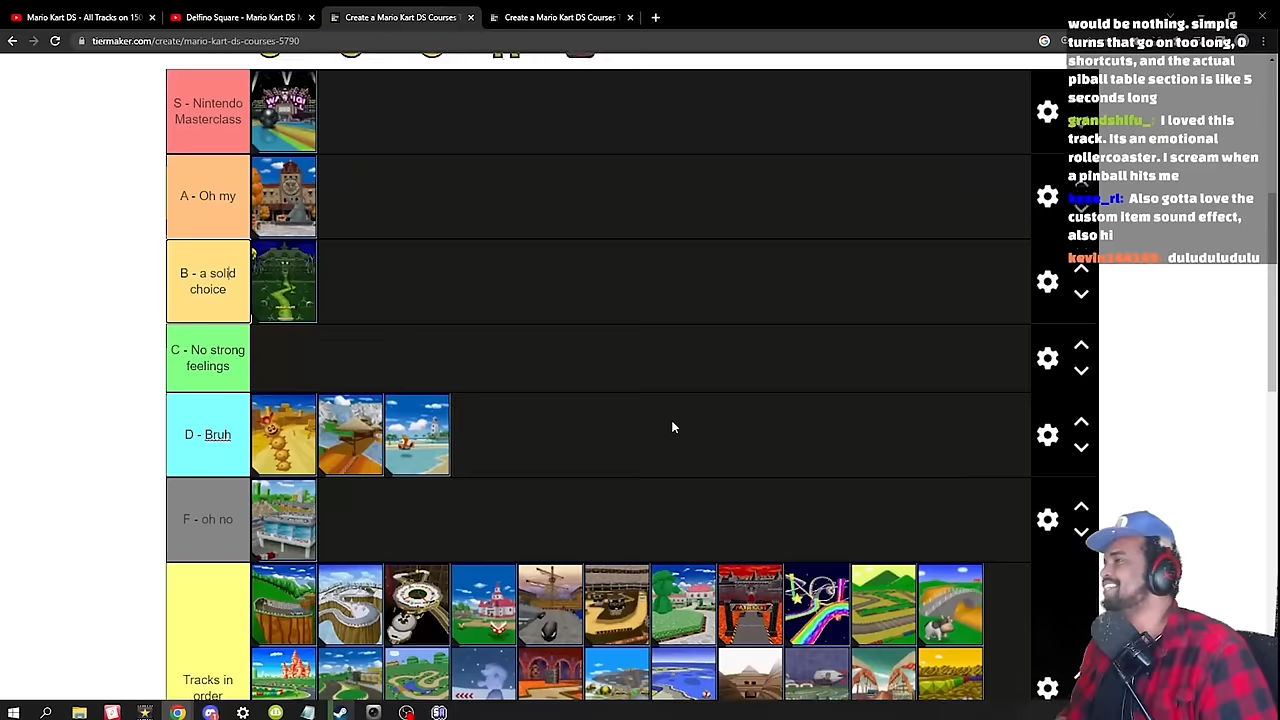 Mario Kart DS - All Tracks on 150
Delfino Square - Mario Kart DS M
Create a Mario Kart DS Courses T
Create a Mario Kart DS Courses T
tiermaker.com/create/mario-kart-ds-courses-5790
would be nothing. simple
turns that go on too long, 0
shortcuts, and the actual
piball table section is like 5
seconds long
grandshifu_: I loved this
track. Its an emotional
rollercoaster. I scream when
a pinball hits me
Also gotta love the
custom item sound effect,
also hi
duluduludulu
S - Nintendo
Masterclass
A - Oh my
B - a solid
choice
C - No strong
feelings
D - Bruh
F - oh no
Tracks in
order